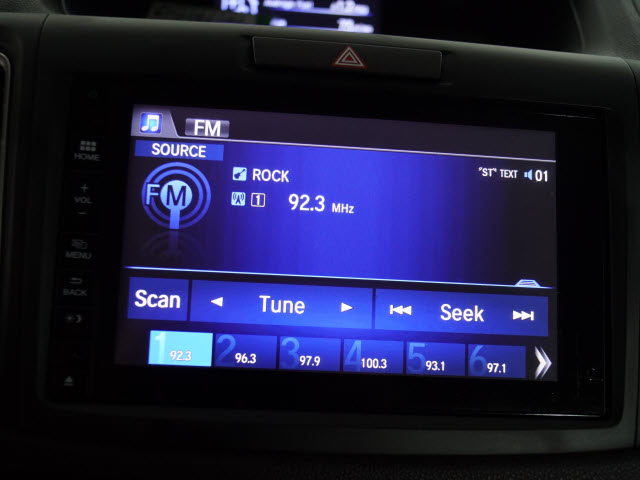 FM
HOME
SOURCE
ROCK
"ST" TEXT 01
+
VOL
−
FM
1 92.3 MHz
MENU
BACK
Scan Tune Seek
1 2 3 4 5 6
92.3 96.3 97.9 100.3 93.1 97.1